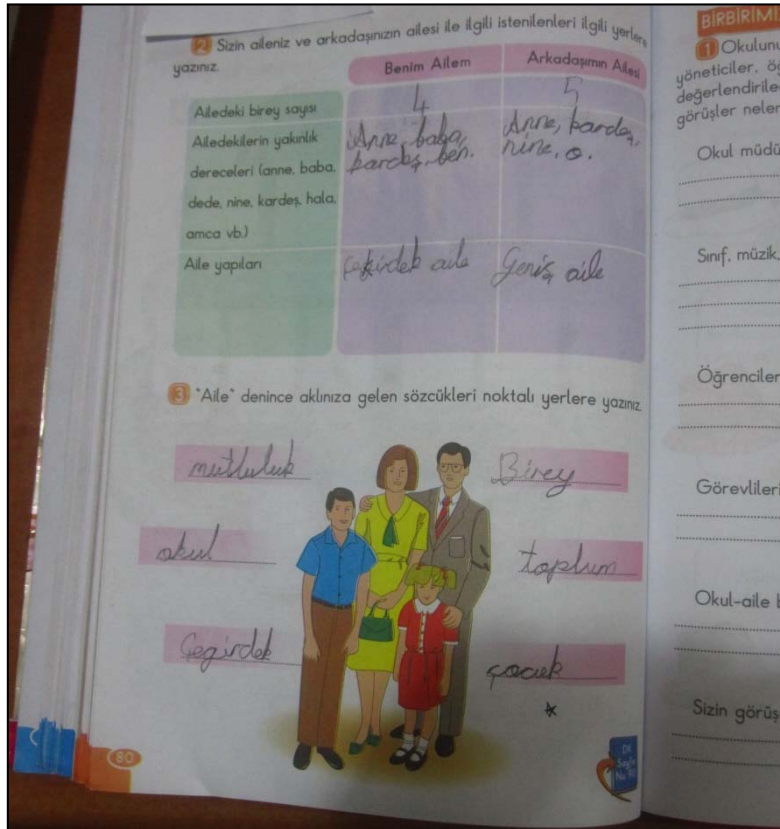 2 Sizin aileniz ve arkadaşınızın ailesi ile ilgili istenilenleri ilgili yerlere
yazınız.
Benim Ailem
Arkadaşımın Ailesi
Ailedeki birey sayısı
4
5
Ailedekilerin yakınlık
dereceleri (anne, baba,
dede, nine, kardeş, hala,
amca vb.)
Anne, baba,
kardeş, ben.
Anne, kardeş,
nine, o.
Aile yapıları
Çekirdek aile
Geniş aile
3 "Aile" denince aklınıza gelen sözcükleri noktalı yerlere yazınız.
mutluluk
Birey
okul
toplum
Çegirdek
çocuk
80
BİRBİRİMİ
1 Okulunu
yöneticiler, öğ
değerlendirile
görüşler neler
Okul müdü
Sınıf, müzik,
Öğrenciler
Görevlileri
Okul-aile b
Sizin görüş